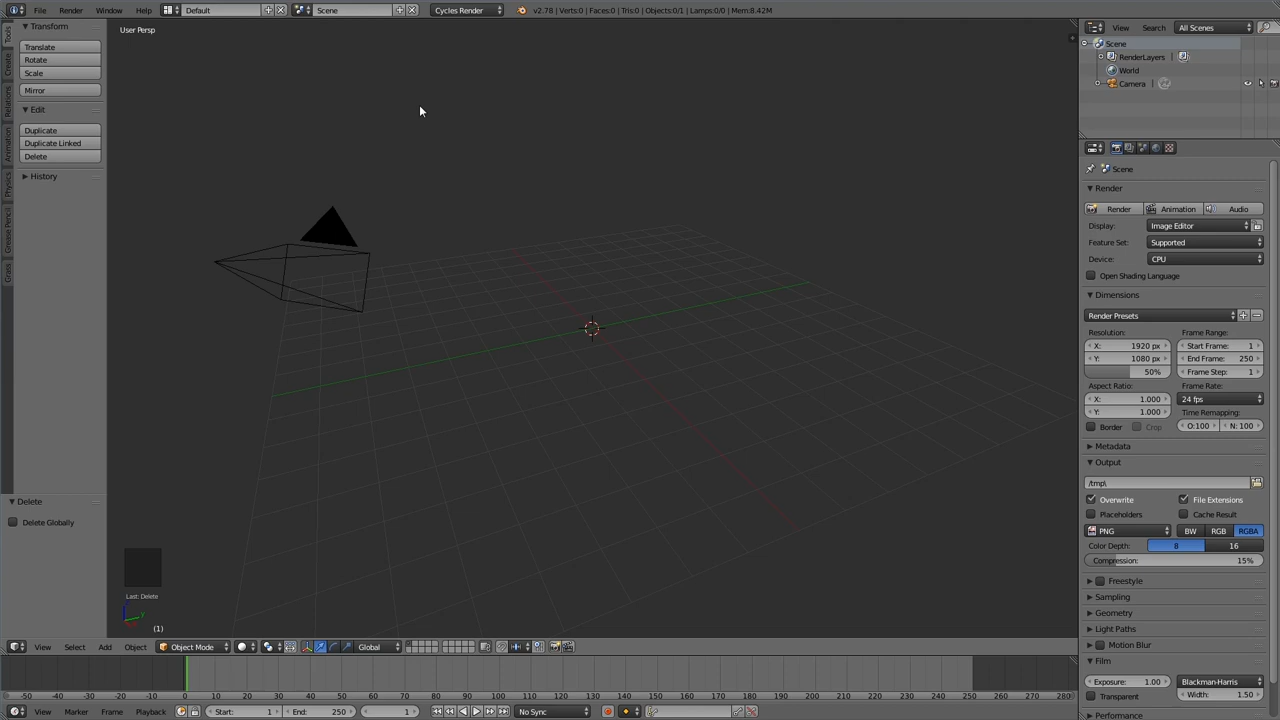 File Render Window Help Default Scene Cycles Render v2.78 | Verts:0 | Faces:0 | Tris:0 | Objects:0/1 | Lamps:0/0 | Mem:8.42M
Tools
Create
Relations
Animation
Physics
Grease Pencil
Grass
Transform
Translate
Rotate
Scale
Mirror
Edit
Duplicate
Duplicate Linked
Delete
History
Delete
Delete Globally
User Persp
Last: Delete
(1)
View Select Add Object Object Mode Global
-50 -40 -30 -20 -10 0 10 20 30 40 50 60 70 80 90 100 110 120 130 140 150 160 170 180 190 200 210 220 230 240 250 260 270 280
View Marker Frame Playback Start: 1 End: 250 1 No Sync
View Search All Scenes
Scene
RenderLayers
World
Camera
Scene
Render
Render Animation Audio
Display: Image Editor
Feature Set: Supported
Device: CPU
Open Shading Language
Dimensions
Render Presets
Resolution: Frame Range:
X: 1920 px Start Frame: 1
Y: 1080 px End Frame: 250
50% Frame Step: 1
Aspect Ratio: Frame Rate:
X: 1.000 24 fps
Y: 1.000 Time Remapping:
Border Crop O:100 N: 100
Metadata
Output
/tmp\
Overwrite File Extensions
Placeholders Cache Result
PNG BW RGB RGBA
Color Depth: 8 16
Compression: 15%
Freestyle
Sampling
Geometry
Light Paths
Motion Blur
Film
Exposure: 1.00 Blackman-Harris
Transparent Width: 1.50
Performance